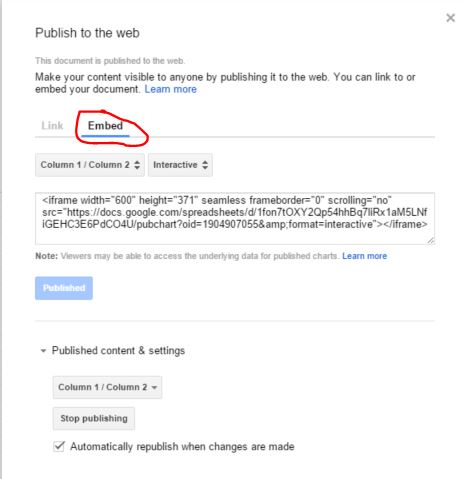 Publish to the web
This document is published to the web.
Make your content visible to anyone by publishing it to the web. You can link to or
embed your document. Learn more
Link Embed
Column 1 / Column 2 Interactive
<iframe width="600" height="371" seamless frameborder="0" scrolling="no"
src="https://docs.google.com/spreadsheets/d/1fon7tOXY2Qp54hhBq7liRx1aM5LNf
iGEHC3E6PdCO4U/pubchart?oid=1904907055&amp;format=interactive"></iframe>
Note: Viewers may be able to access the underlying data for published charts. Learn more
Published
Published content & settings
Column 1 / Column 2
Stop publishing
Automatically republish when changes are made